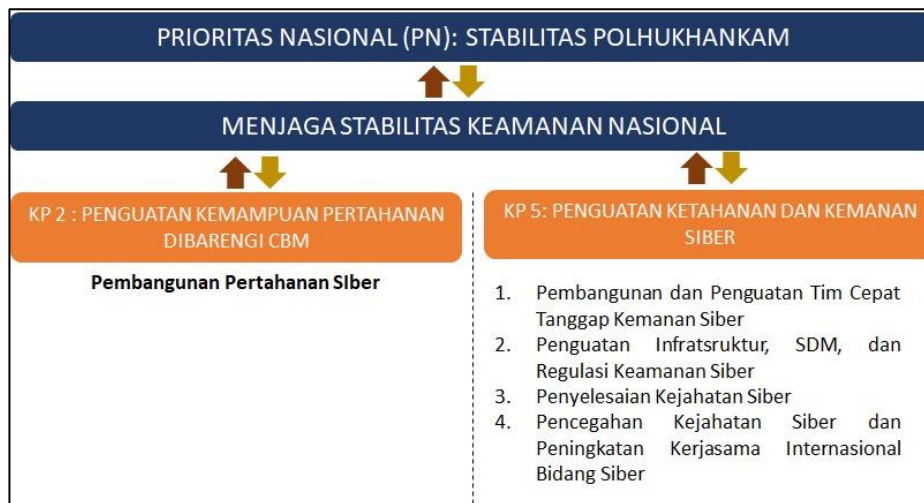 PRIORITAS NASIONAL (PN): STABILITAS POLHUKHANKAM
MENJAGA STABILITAS KEAMANAN NASIONAL
KP 2 : PENGUATAN KEMAMPUAN PERTAHANAN
DIBARENGI CBM
Pembangunan Pertahanan SIber
KP 5: PENGUATAN KETAHANAN DAN KEMANAN
SIBER
1. Pembangunan dan Penguatan Tim Cepat
Tanggap Kemanan Siber
2. Penguatan Infratsruktur, SDM, dan
Regulasi Keamanan Siber
3. Penyelesaian Kejahatan Siber
4. Pencegahan Kejahatan Siber dan
Peningkatan Kerjasama Internasional
Bidang Siber